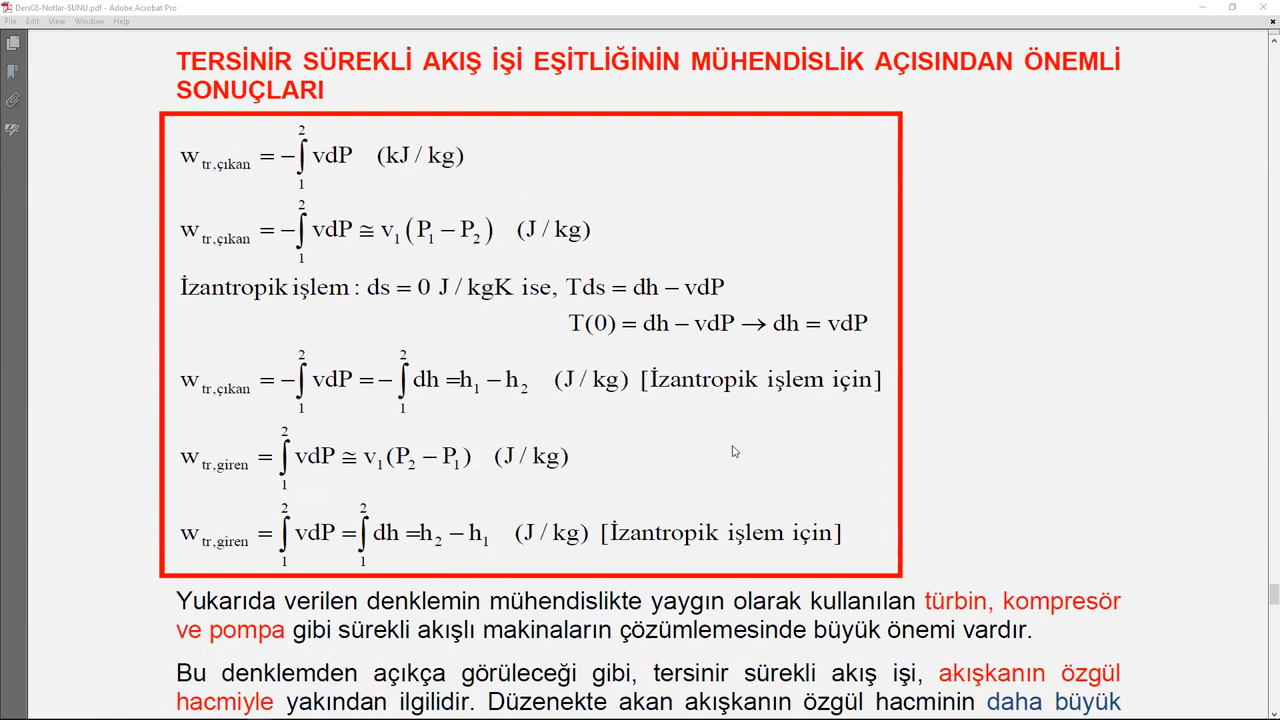 Ders08-Notlar-SUNU.pdf - Adobe Acrobat Pro
File Edit View Window Help
TERSİNİR SÜREKLİ AKIŞ İŞİ EŞİTLİĞİNİN MÜHENDİSLİK AÇISINDAN ÖNEMLİ
SONUÇLARI
w_tr,çıkan = −∫₁² vdP (kJ / kg)
w_tr,çıkan = −∫₁² vdP ≅ v₁(P₁ − P₂) (J / kg)
İzantropik işlem : ds = 0 J / kgK ise, Tds = dh − vdP
T(0) = dh − vdP → dh = vdP
w_tr,çıkan = −∫₁² vdP = −∫₁² dh = h₁ − h₂ (J / kg) [İzantropik işlem için]
w_tr,giren = ∫₁² vdP ≅ v₁(P₂ − P₁) (J / kg)
w_tr,giren = ∫₁² vdP = ∫₁² dh = h₂ − h₁ (J / kg) [İzantropik işlem için]
Yukarıda verilen denklemin mühendislikte yaygın olarak kullanılan türbin, kompresör
ve pompa gibi sürekli akışlı makinaların çözümlemesinde büyük önemi vardır.
Bu denklemden açıkça görüleceği gibi, tersinir sürekli akış işi, akışkanın özgül
hacmiyle yakından ilgilidir. Düzenekte akan akışkanın özgül hacminin daha büyük